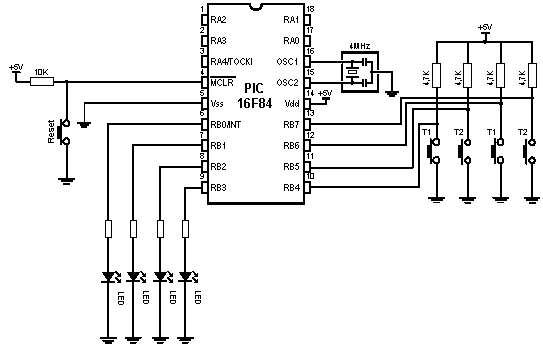 1
RA2
RA1
18
2
RA3
RA0
17
3
RA4/TOCKI
OSC1
16
4
MCLR
OSC2
15
5
Vss
Vdd
14
6
RB0/INT
RB7
13
7
RB1
RB6
12
8
RB2
RB5
11
9
RB3
RB4
10
PIC
16F84
+5V
10K
Reset
4MHz
+5V
+5V
4,7K
4,7K
4,7K
4,7K
T1
T2
T1
T2
LED
LED
LED
LED